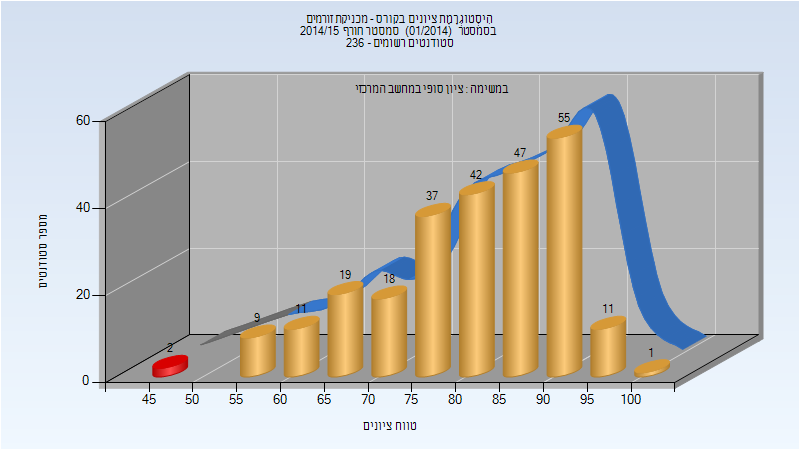 היסטוגרמת ציונים בקורס - מכניקת זורמים
בסמסטר (01/2014) סמסטר חורף 2014/15
סטודנטים רשומים - 236
במשימה : ציון סופי במחשב המרכזי
מספר סטודנטים
60
40
20
0
2
9
11
19
18
37
42
47
55
11
1
45 50 55 60 65 70 75 80 85 90 95 100
טווח ציונים